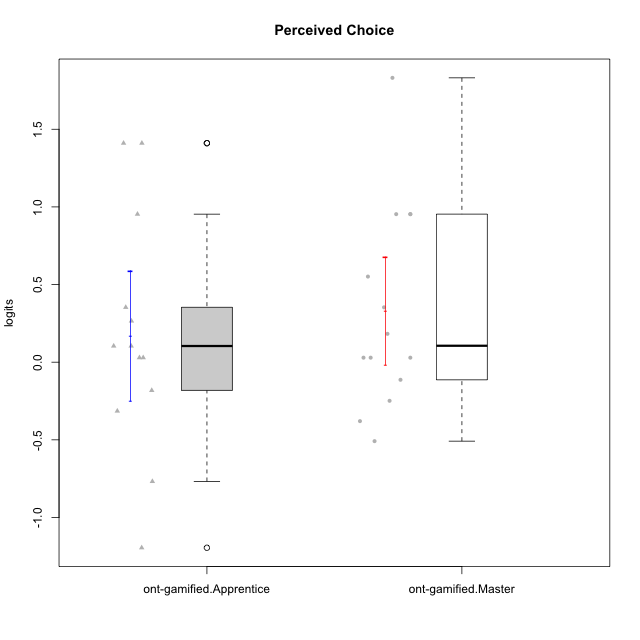 Perceived Choice
logits
1.5
1.0
0.5
0.0
-0.5
-1.0
ont-gamified.Apprentice
ont-gamified.Master